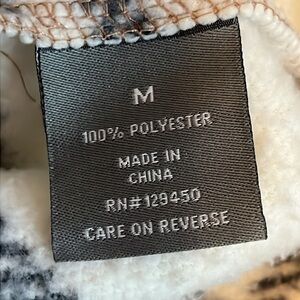 M
100% POLYESTER
MADE IN
CHINA
RN#129450
CARE ON REVERSE